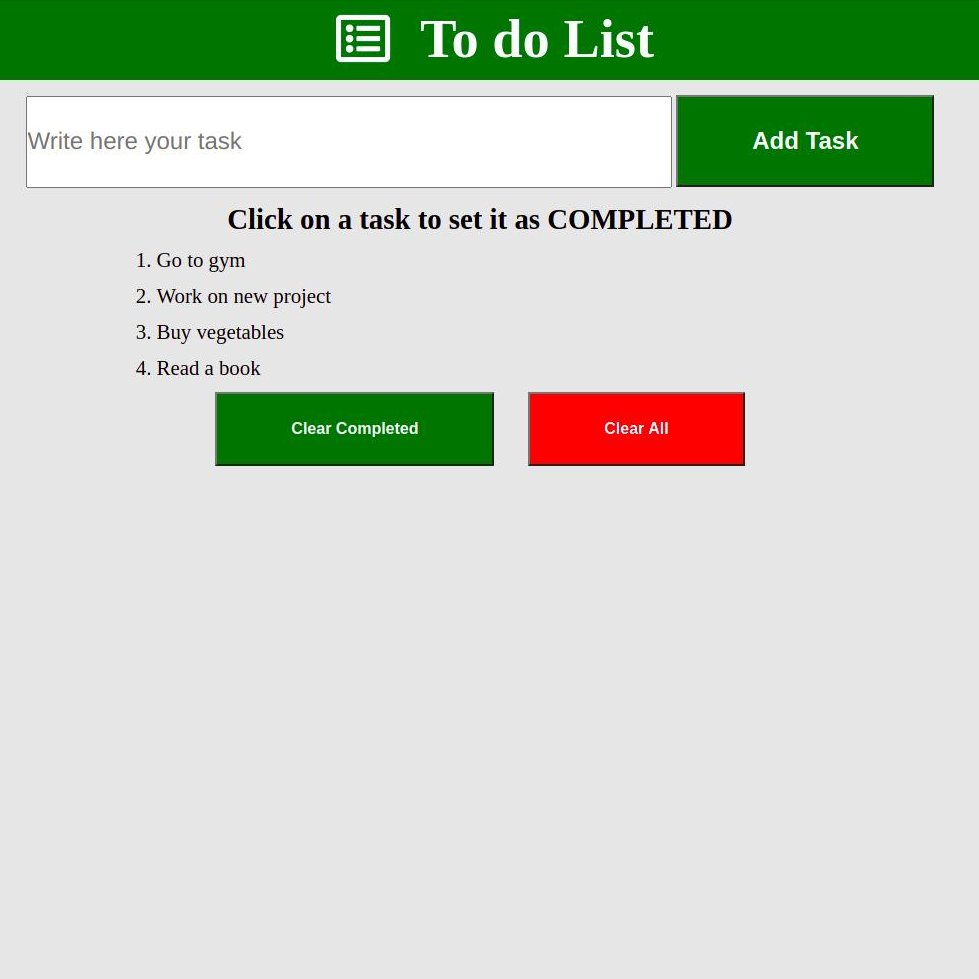 To do List
Write here your task
Add Task
Click on a task to set it as COMPLETED
1. Go to gym
2. Work on new project
3. Buy vegetables
4. Read a book
Clear Completed
Clear All